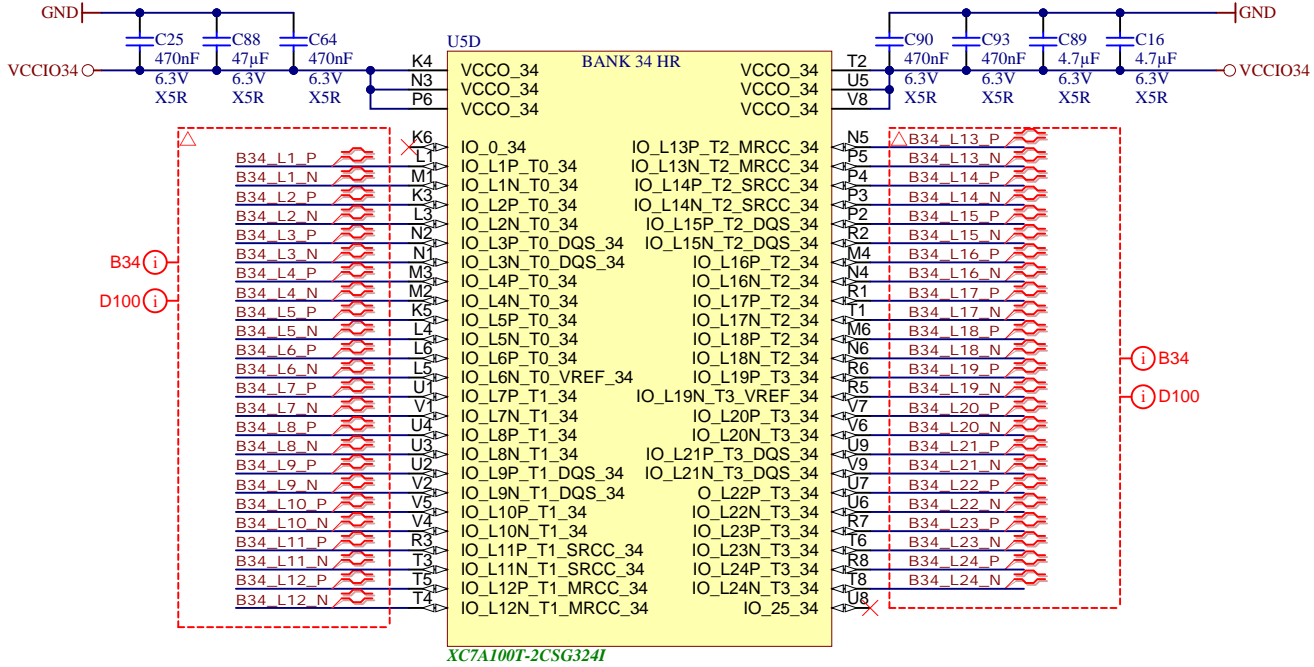 GND
C25
470nF
6.3V
X5R
C88
47µF
6.3V
X5R
C64
470nF
6.3V
X5R
VCCIO34
GND
C90
470nF
6.3V
X5R
C93
470nF
6.3V
X5R
C89
4.7µF
6.3V
X5R
C16
4.7µF
6.3V
X5R
VCCIO34
U5D
BANK 34 HR
K4 VCCO_34 VCCO_34 T2
N3 VCCO_34 VCCO_34 U5
P6 VCCO_34 VCCO_34 V8
K6 IO_0_34 IO_L13P_T2_MRCC_34 N5 B34_L13_P
B34_L1_P L1 IO_L1P_T0_34 IO_L13N_T2_MRCC_34 P5 B34_L13_N
B34_L1_N M1 IO_L1N_T0_34 IO_L14P_T2_SRCC_34 P4 B34_L14_P
B34_L2_P K3 IO_L2P_T0_34 IO_L14N_T2_SRCC_34 P3 B34_L14_N
B34_L2_N L3 IO_L2N_T0_34 IO_L15P_T2_DQS_34 P2 B34_L15_P
B34_L3_P N2 IO_L3P_T0_DQS_34 IO_L15N_T2_DQS_34 R2 B34_L15_N
B34_L3_N N1 IO_L3N_T0_DQS_34 IO_L16P_T2_34 M4 B34_L16_P
B34_L4_P M3 IO_L4P_T0_34 IO_L16N_T2_34 N4 B34_L16_N
B34_L4_N M2 IO_L4N_T0_34 IO_L17P_T2_34 R1 B34_L17_P
B34_L5_P K5 IO_L5P_T0_34 IO_L17N_T2_34 T1 B34_L17_N
B34_L5_N L4 IO_L5N_T0_34 IO_L18P_T2_34 M6 B34_L18_P
B34_L6_P L6 IO_L6P_T0_34 IO_L18N_T2_34 N6 B34_L18_N
B34_L6_N L5 IO_L6N_T0_VREF_34 IO_L19P_T3_34 R6 B34_L19_P
B34_L7_P U1 IO_L7P_T1_34 IO_L19N_T3_VREF_34 R5 B34_L19_N
B34_L7_N V1 IO_L7N_T1_34 IO_L20P_T3_34 V7 B34_L20_P
B34_L8_P U4 IO_L8P_T1_34 IO_L20N_T3_34 V6 B34_L20_N
B34_L8_N U3 IO_L8N_T1_34 IO_L21P_T3_DQS_34 U9 B34_L21_P
B34_L9_P U2 IO_L9P_T1_DQS_34 IO_L21N_T3_DQS_34 V9 B34_L21_N
B34_L9_N V2 IO_L9N_T1_DQS_34 O_L22P_T3_34 U7 B34_L22_P
B34_L10_P V5 IO_L10P_T1_34 IO_L22N_T3_34 U6 B34_L22_N
B34_L10_N V4 IO_L10N_T1_34 IO_L23P_T3_34 R7 B34_L23_P
B34_L11_P R3 IO_L11P_T1_SRCC_34 IO_L23N_T3_34 T6 B34_L23_N
B34_L11_N T3 IO_L11N_T1_SRCC_34 IO_L24P_T3_34 R8 B34_L24_P
B34_L12_P T5 IO_L12P_T1_MRCC_34 IO_L24N_T3_34 T8 B34_L24_N
B34_L12_N T4 IO_L12N_T1_MRCC_34 IO_25_34 U8
B34 i
D100 i
i B34
i D100
XC7A100T-2CSG324I